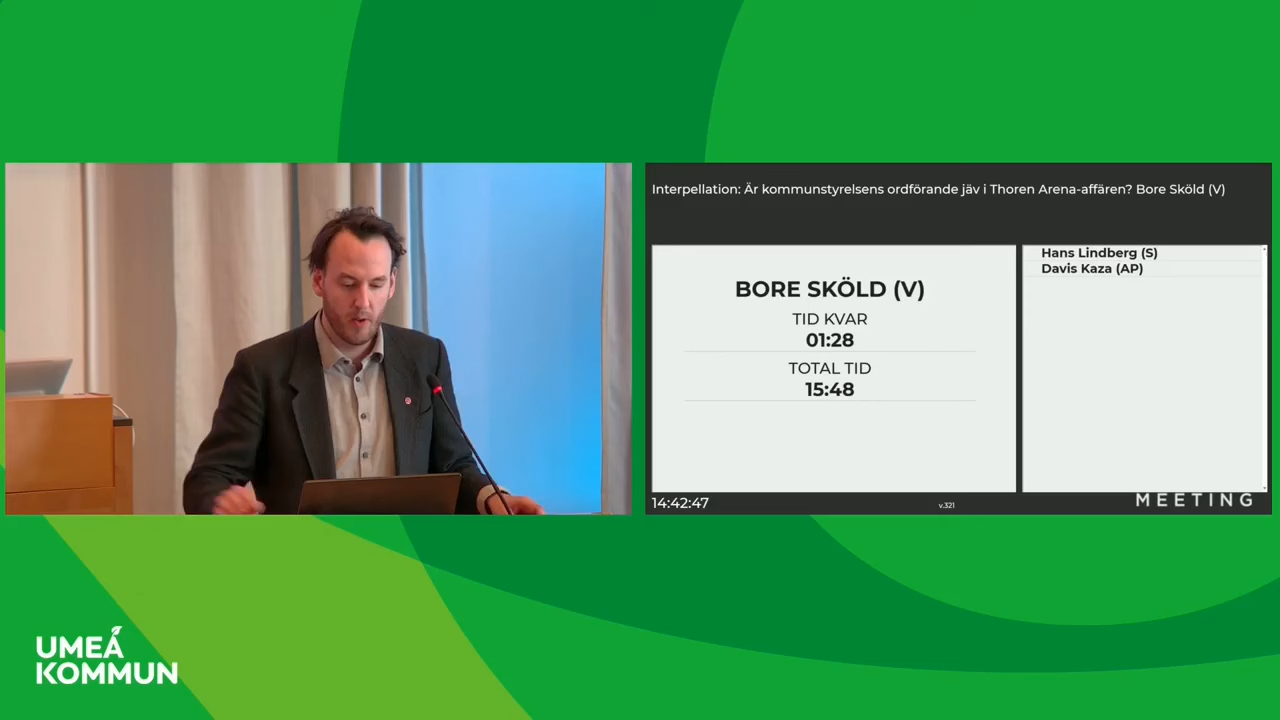 Interpellation: Är kommunstyrelsens ordförande jäv i Thoren Arena-affären? Bore Sköld (V)
BORE SKÖLD (V)
TID KVAR
01:28
TOTAL TID
15:48
Hans Lindberg (S)
Davis Kaza (AP)
14:42:47
v.321
MEETING
UMEÅ
KOMMUN